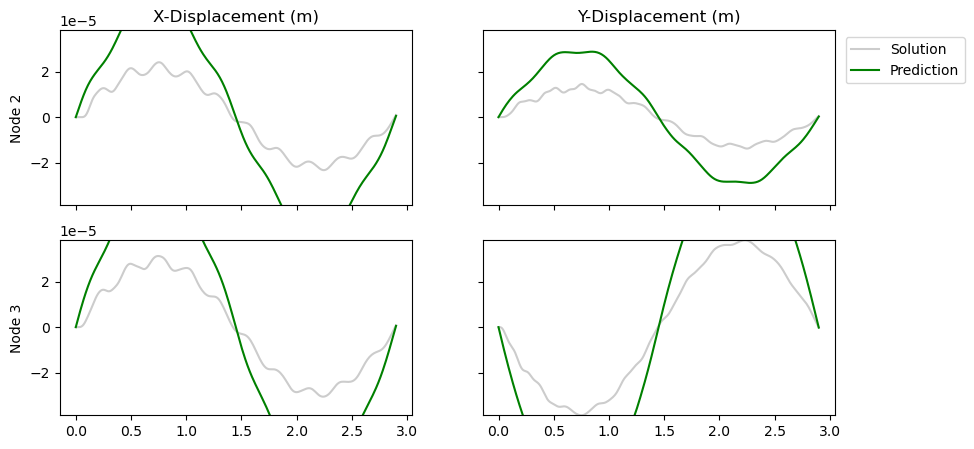 X-Displacement (m)
Y-Displacement (m)
1e−5
2
0
−2
Node 2
Solution
Prediction
1e−5
2
0
−2
Node 3
0.0 0.5 1.0 1.5 2.0 2.5 3.0
0.0 0.5 1.0 1.5 2.0 2.5 3.0